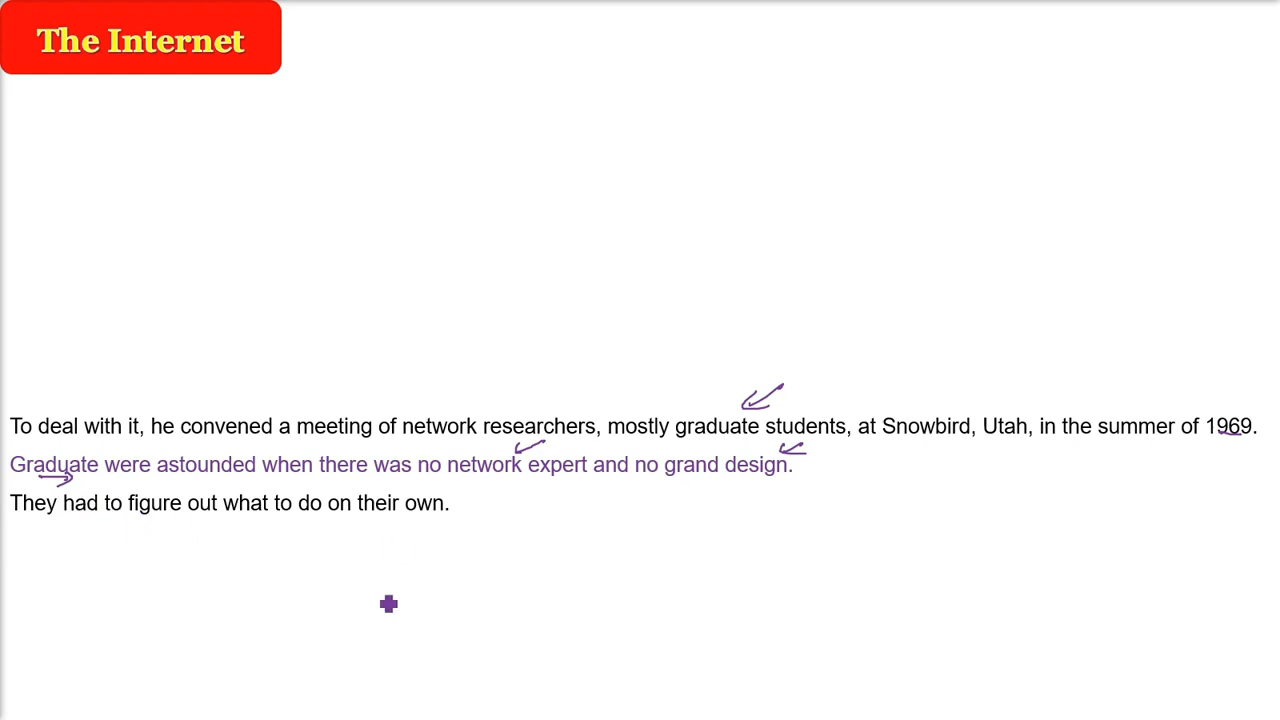 The Internet
To deal with it, he convened a meeting of network researchers, mostly graduate students, at Snowbird, Utah, in the summer of 1969.
Graduate were astounded when there was no network expert and no grand design.
They had to figure out what to do on their own.